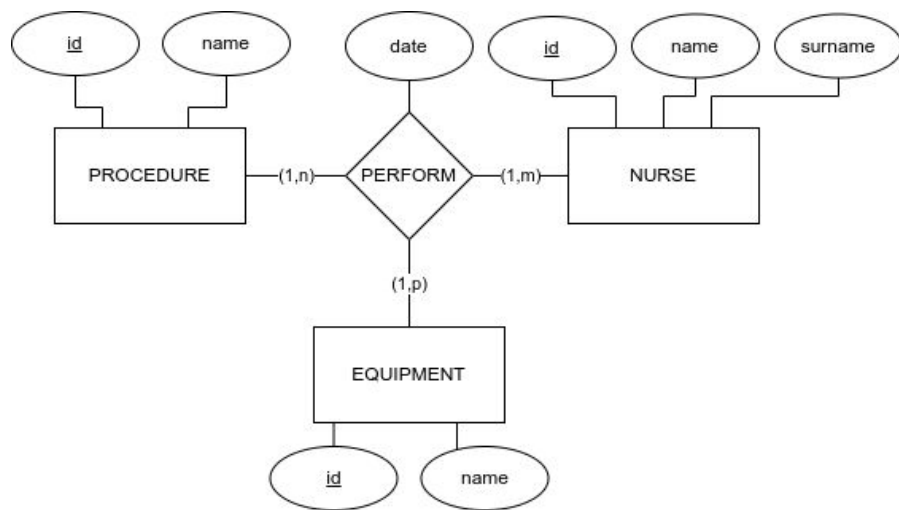 id
name
date
id
name
surname
PROCEDURE
(1,n)
PERFORM
(1,m)
NURSE
(1,p)
EQUIPMENT
id
name